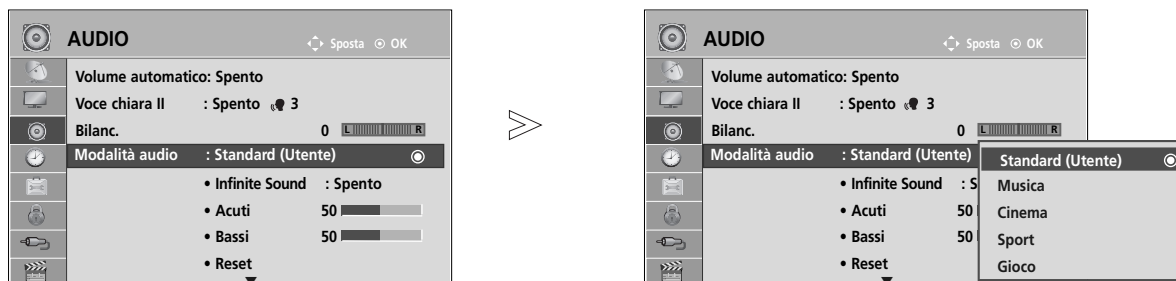 AUDIO
Sposta OK
Volume automatico: Spento
Voce chiara II : Spento 3
Bilanc. 0 L R
Modalità audio : Standard (Utente)
• Infinite Sound : Spento
• Acuti 50
• Bassi 50
• Reset
>
AUDIO
Sposta OK
Volume automatico: Spento
Voce chiara II : Spento 3
Bilanc. 0 L R
Modalità audio : Standard (Utente)
• Infinite Sound : S
• Acuti 50
• Bassi 50
• Reset
Standard (Utente)
Musica
Cinema
Sport
Gioco